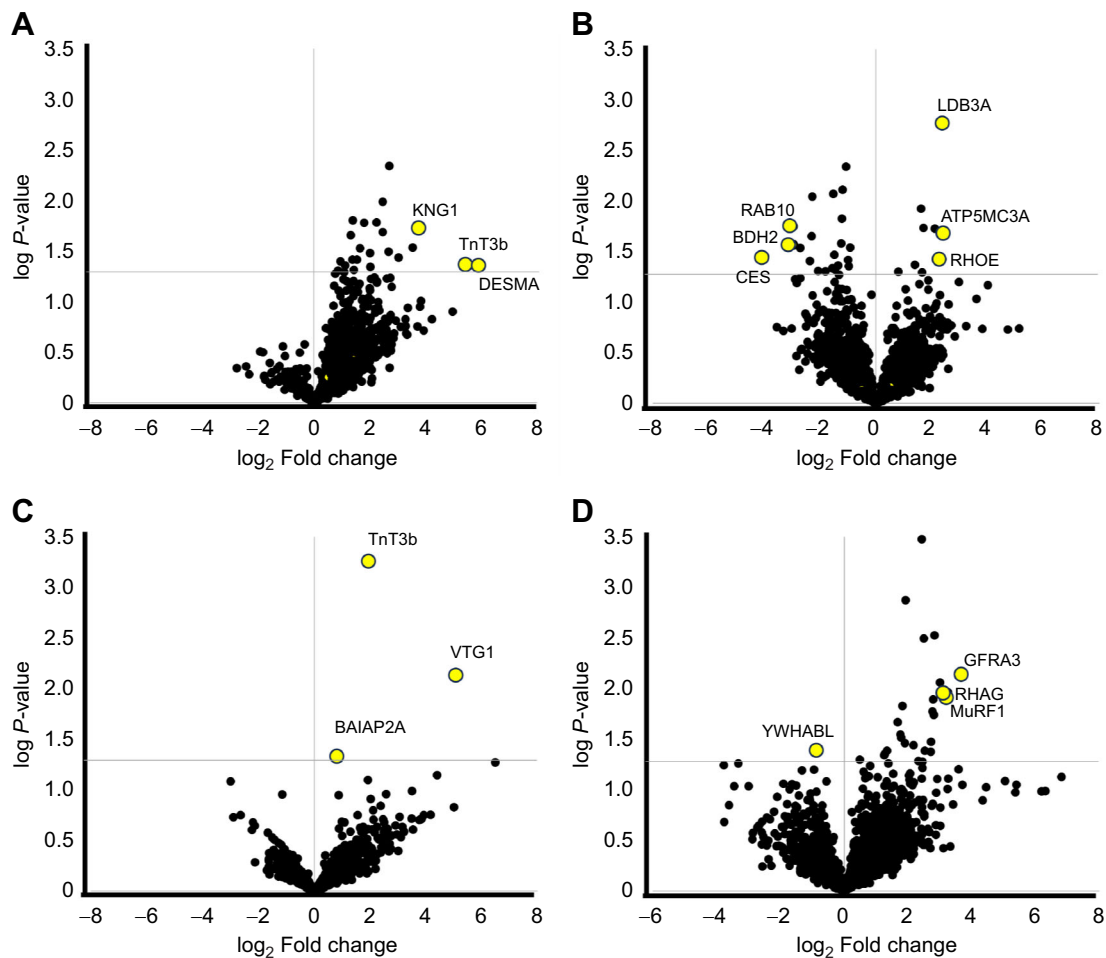 A
3.5
3.0
2.5
2.0
1.5
1.0
0.5
0
log P-value
KNG1
TnT3b
DESMA
−8 −6 −4 −2 0 2 4 6 8
log2 Fold change
B
3.5
3.0
2.5
2.0
1.5
1.0
0.5
0
log P-value
LDB3A
RAB10
ATP5MC3A
BDH2
RHOE
CES
−8 −6 −4 −2 0 2 4 6 8
log2 Fold change
C
3.5
3.0
2.5
2.0
1.5
1.0
0.5
0
log P-value
TnT3b
VTG1
BAIAP2A
−8 −6 −4 −2 0 2 4 6 8
log2 Fold change
D
3.5
3.0
2.5
2.0
1.5
1.0
0.5
0
log P-value
GFRA3
RHAG
MuRF1
YWHABL
−6 −4 −2 0 2 4 6 8
log2 Fold change